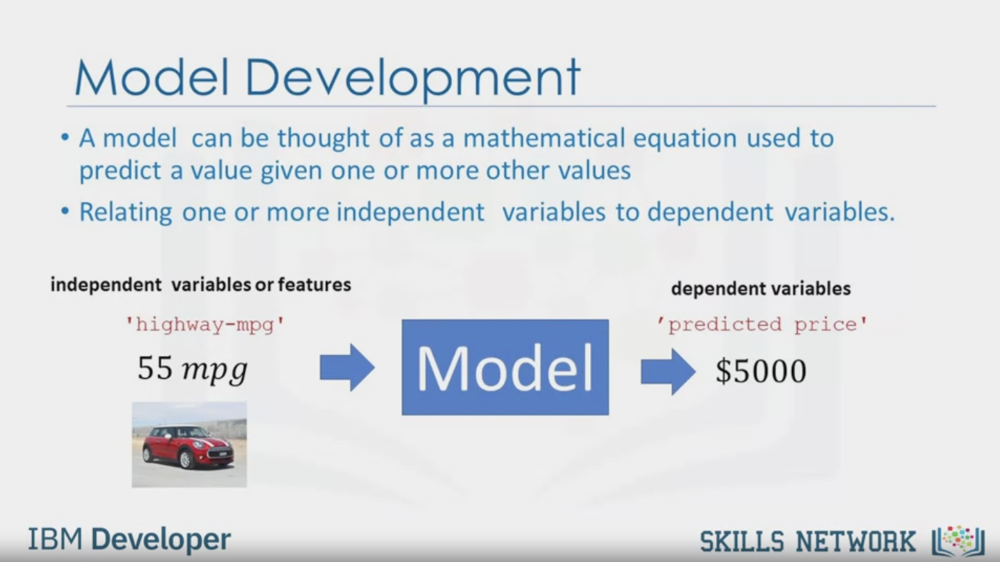 Model Development
• A model can be thought of as a mathematical equation used to
predict a value given one or more other values
• Relating one or more independent variables to dependent variables.
independent variables or features
dependent variables
'highway-mpg'
’predicted price'
55 mpg
Model
$5000
IBM Developer
SKILLS NETWORK